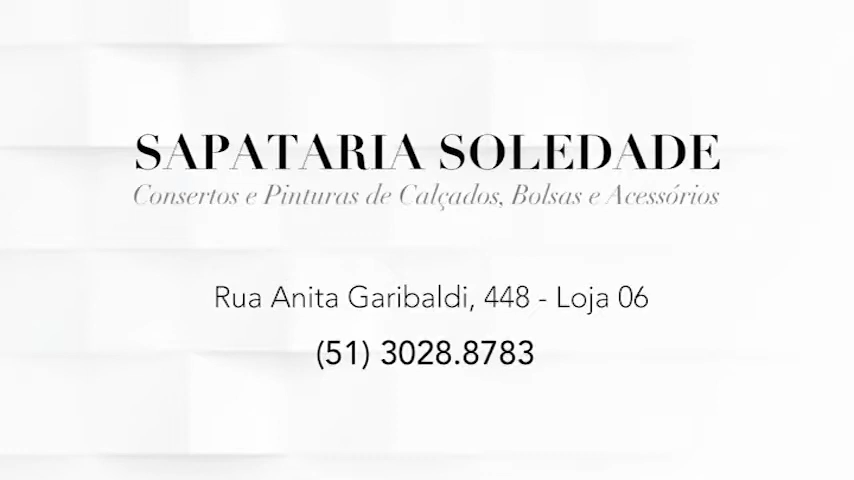 SAPATARIA SOLEDADE
Consertos e Pinturas de Calçados, Bolsas e Acessórios
Rua Anita Garibaldi, 448 - Loja 06
(51) 3028.8783